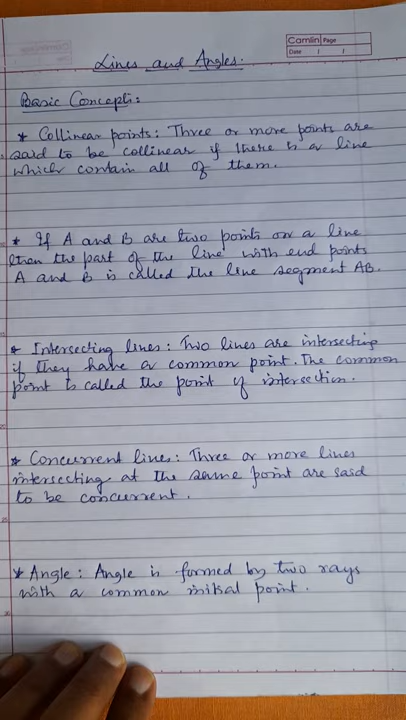 Camlin Page
Date / /
Lines and Angles.
Basic Concepts:
* Collinear points: Three or more points are
said to be collinear if there is a line
which contain all of them.
* If A and B are two points on a line
then the part of the line with end points
A and B is called the line segment AB.
* Intersecting lines: Two lines are intersecting
if they have a common point. The common
point is called the point of intersection.
* Concurrent lines: Three or more lines
intersecting at the same point are said
to be concurrent.
* Angle: Angle is formed by two rays
with a common initial point.